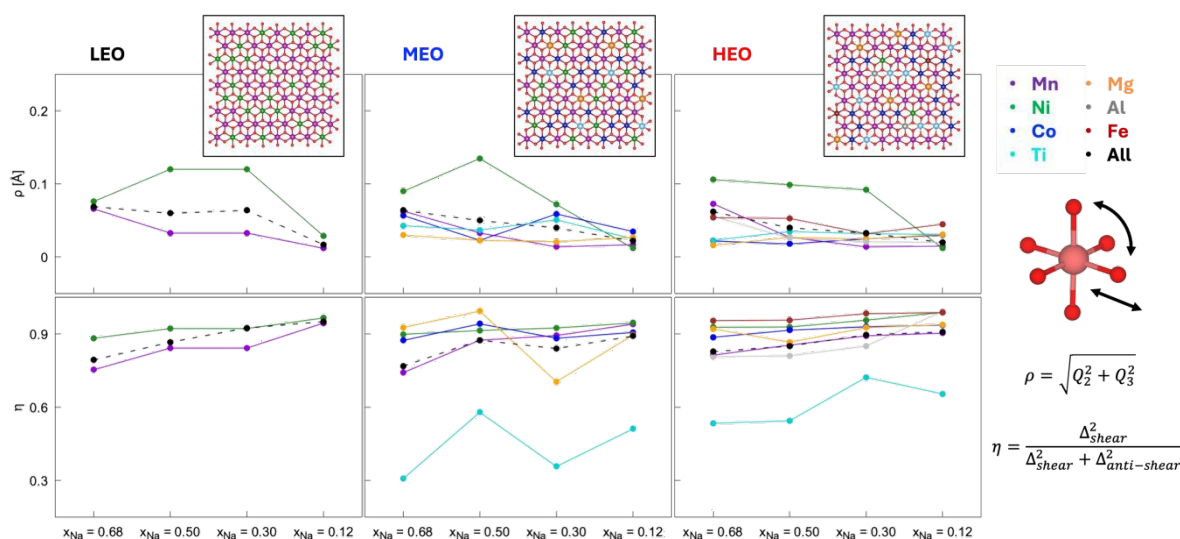 LEO
MEO
HEO
0.2
0.1
0
ρ [Å]
0.9
0.6
0.3
η
x_Na = 0.68 x_Na = 0.50 x_Na = 0.30 x_Na = 0.12
x_Na = 0.68 x_Na = 0.50 x_Na = 0.30 x_Na = 0.12
x_Na = 0.68 x_Na = 0.50 x_Na = 0.30 x_Na = 0.12
Mn Mg
Ni Al
Co Fe
Ti All
ρ = √(Q₂² + Q₃²)
η = Δ²_shear / (Δ²_shear + Δ²_anti−shear)